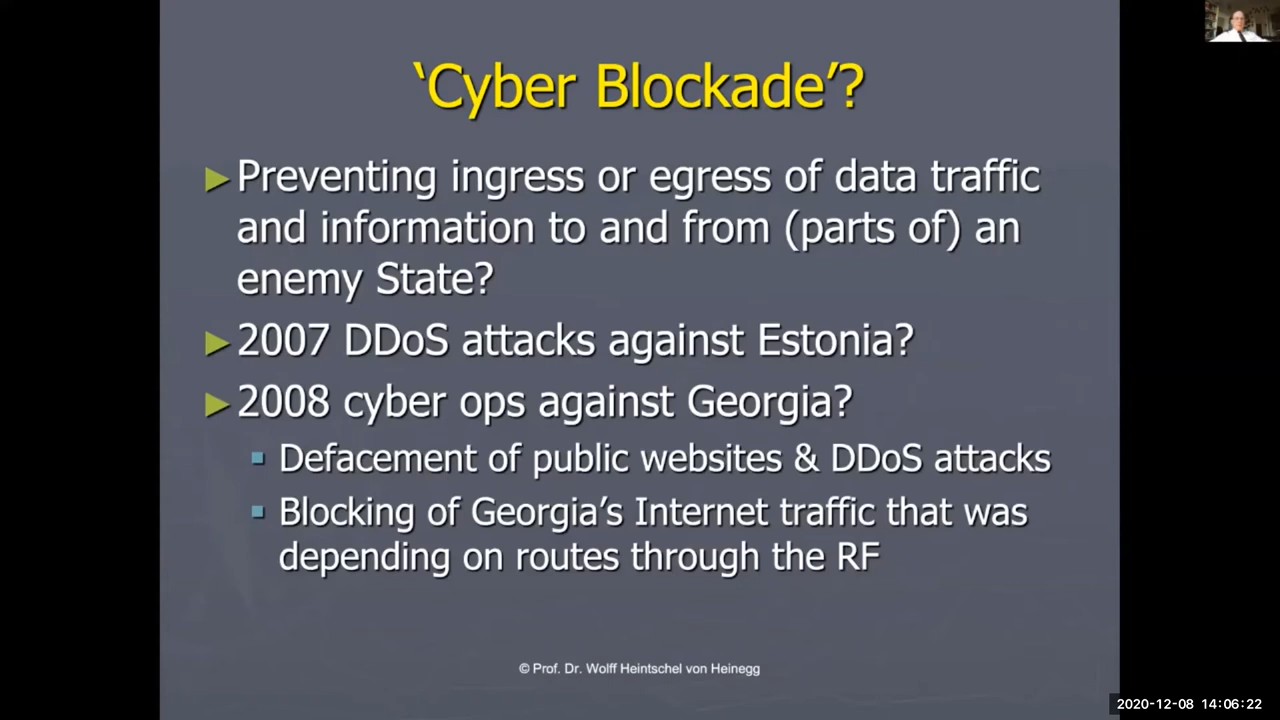 ‘Cyber Blockade’?
►Preventing ingress or egress of data traffic
and information to and from (parts of) an
enemy State?
►2007 DDoS attacks against Estonia?
►2008 cyber ops against Georgia?
▪ Defacement of public websites & DDoS attacks
▪ Blocking of Georgia’s Internet traffic that was
depending on routes through the RF
© Prof. Dr. Wolff Heintschel von Heinegg
2020-12-08 14:06:22